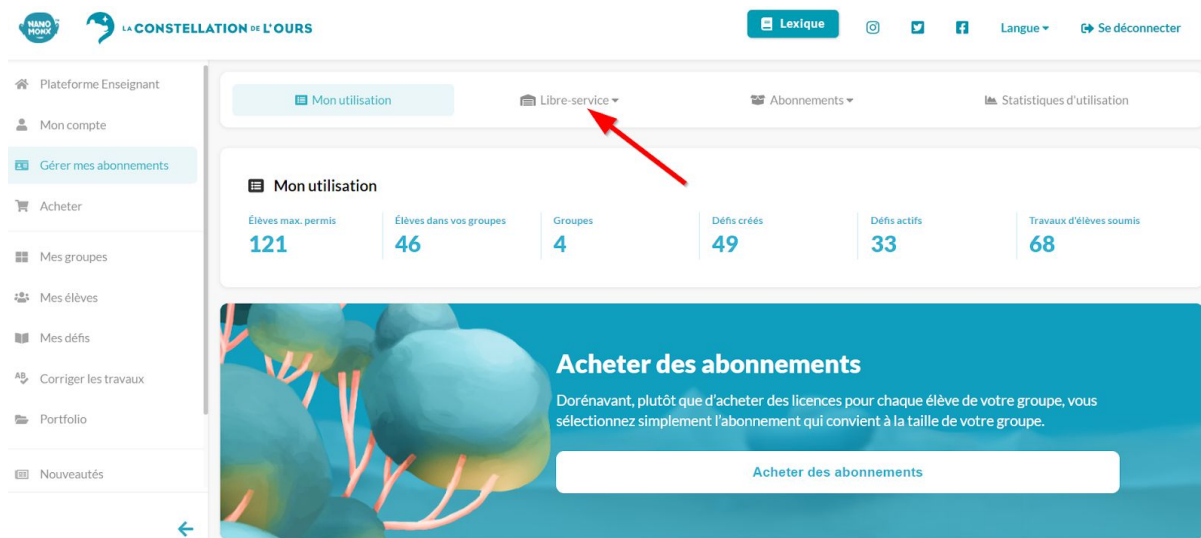 NANO
MONX
LA CONSTELLATION DE L'OURS
Lexique
Langue
Se déconnecter
Plateforme Enseignant
Mon compte
Gérer mes abonnements
Acheter
Mes groupes
Mes élèves
Mes défis
Corriger les travaux
Portfolio
Nouveautés
Mon utilisation
Libre-service
Abonnements
Statistiques d'utilisation
Mon utilisation
Élèves max. permis
121
Élèves dans vos groupes
46
Groupes
4
Défis créés
49
Défis actifs
33
Travaux d'élèves soumis
68
Acheter des abonnements
Dorénavant, plutôt que d'acheter des licences pour chaque élève de votre groupe, vous
sélectionnez simplement l'abonnement qui convient à la taille de votre groupe.
Acheter des abonnements